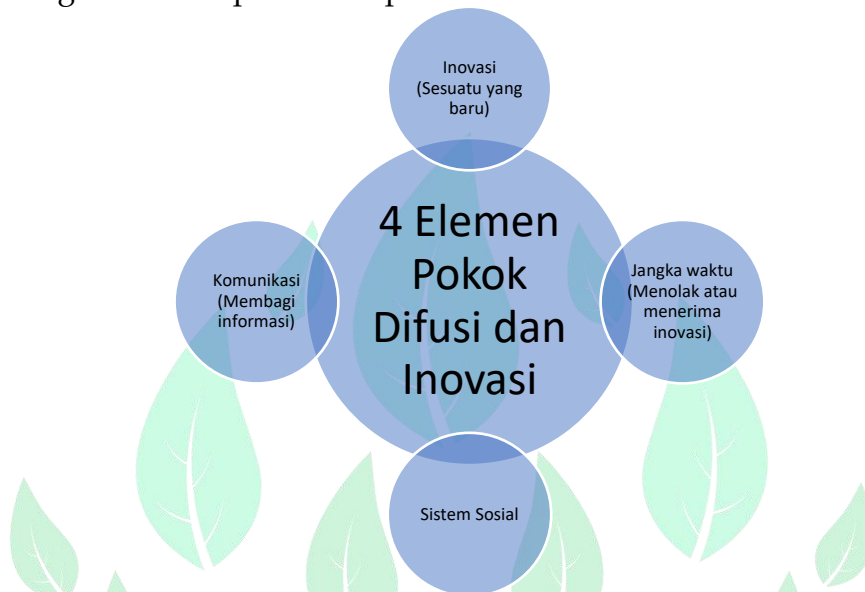 Inovasi
(Sesuatu yang
baru)
4 Elemen
Pokok
Difusi dan
Inovasi
Komunikasi
(Membagi
informasi)
Jangka waktu
(Menolak atau
menerima
inovasi)
Sistem Sosial